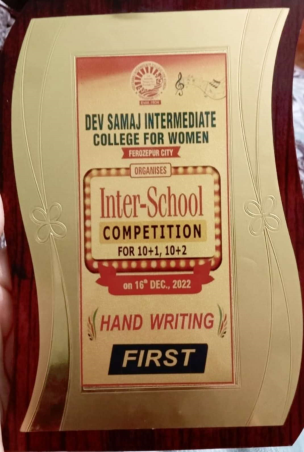 DEV SAMAJ INTERMEDIATE
COLLEGE FOR WOMEN
FEROZEPUR CITY
ORGANISES
Inter-School
COMPETITION
FOR 10+1, 10+2
on 16th DEC., 2022
HAND WRITING
FIRST